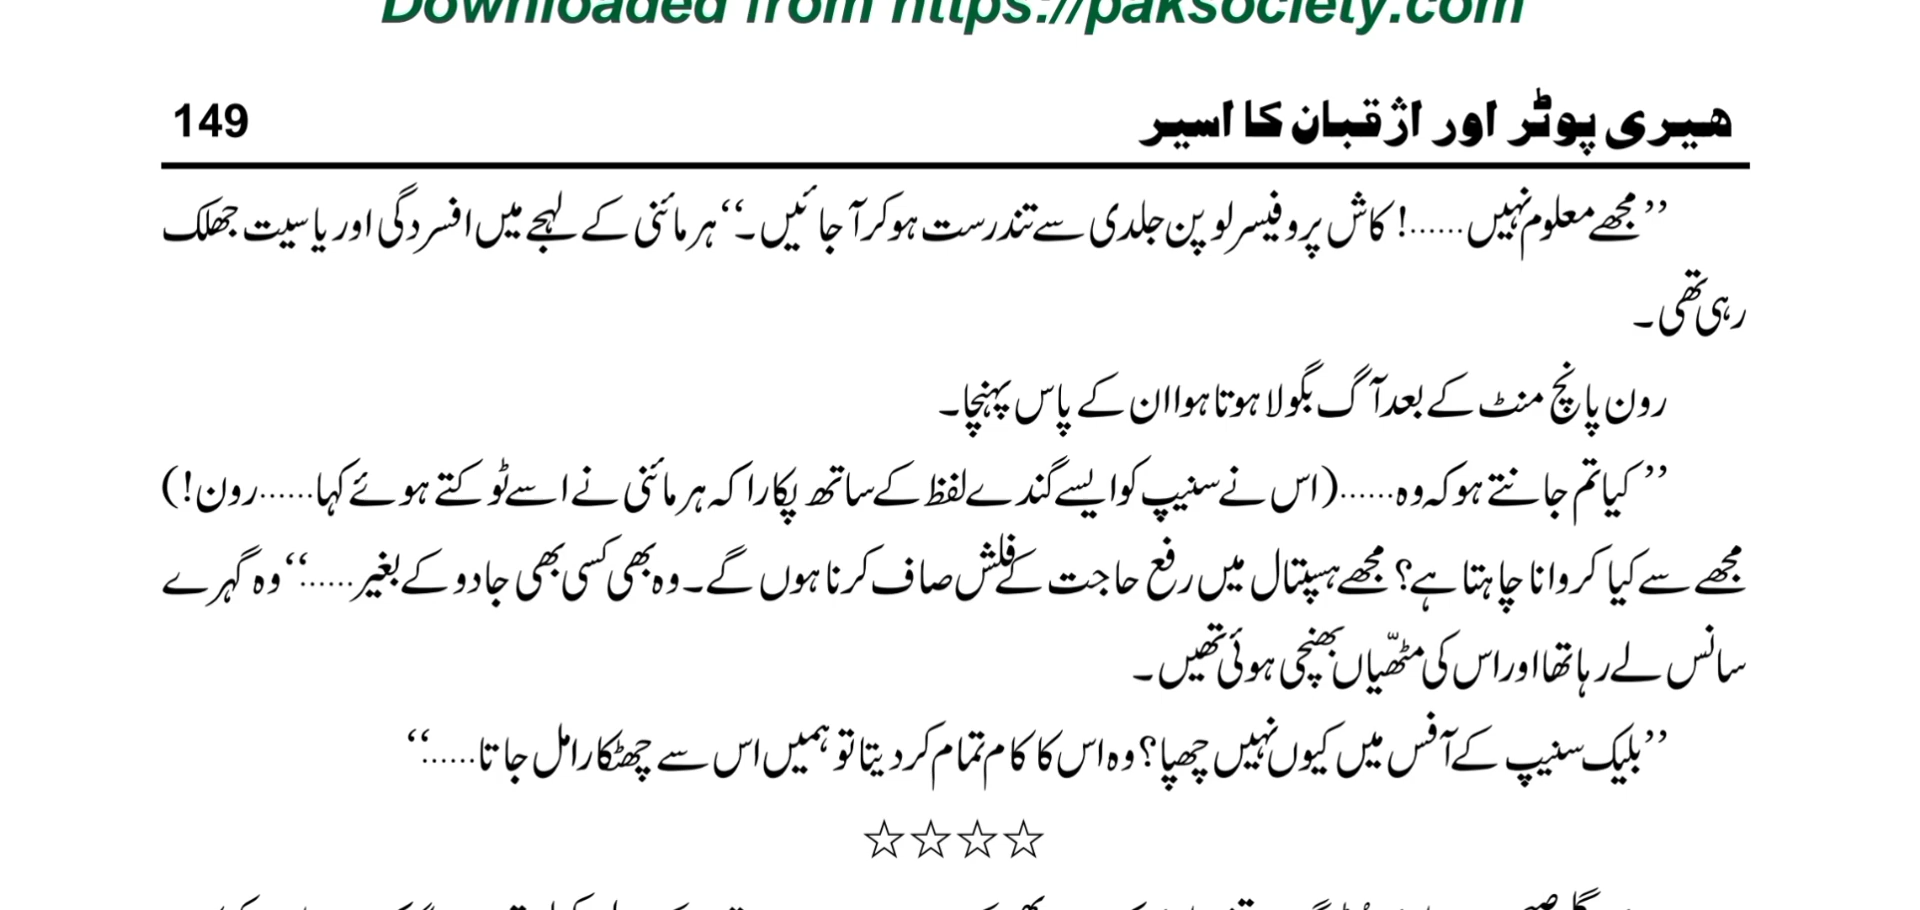 Downloaded from https://paksociety.com
ہیری پوٹر اور اژقبان کا اسیر 149
’’مجھے معلوم نہیں......! کاش پروفیسر لوپن جلدی سے تندرست ہو کر آجائیں۔‘‘ ہرمائنی کے لہجے میں افسردگی اور یاسیت جھلک
رہی تھی۔
رون پانچ منٹ کے بعد آگ بگولا ہوتا ہوا ان کے پاس پہنچا۔
’’کیا تم جانتے ہو کہ وہ......(اس نے سنیپ کو ایسے گندے لفظ کے ساتھ پکارا کہ ہرمائنی نے اسے ٹوکتے ہوئے کہا......رون!)
مجھے سے کیا کروانا چاہتا ہے؟ مجھے ہسپتال میں رفع حاجت کے فلش صاف کرنا ہوں گے۔ وہ بھی کسی بھی جادو کے بغیر......‘‘ وہ گہرے
سانس لے رہا تھا اور اس کی مٹھّیاں بھنچی ہوئی تھیں۔
’’بلیک سنیپ کے آفس میں کیوں نہیں چھپا؟ وہ اس کا کام تمام کر دیتا تو ہمیں اس سے چھٹکارا مل جاتا......‘‘
☆☆☆☆